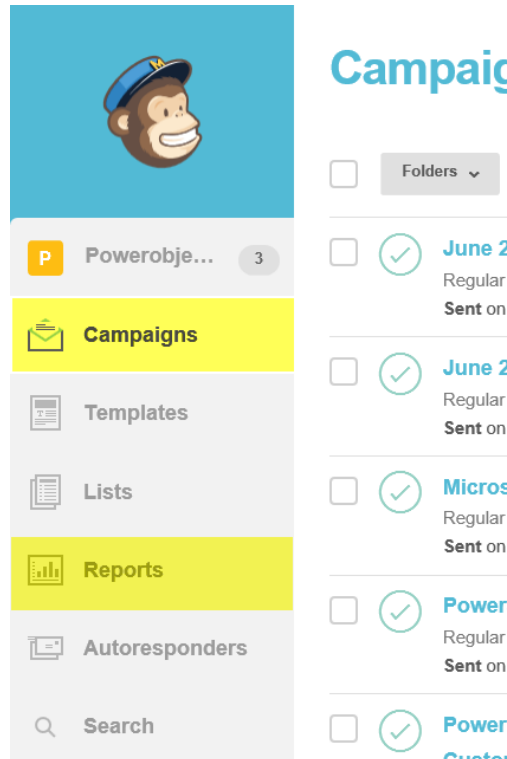 Campaig
Folders
P Powerobje... 3
Campaigns
Templates
Lists
Reports
Autoresponders
Search
June 2
Regular
Sent on
June 2
Regular
Sent on
Micros
Regular
Sent on
Power
Regular
Sent on
Power
Custo